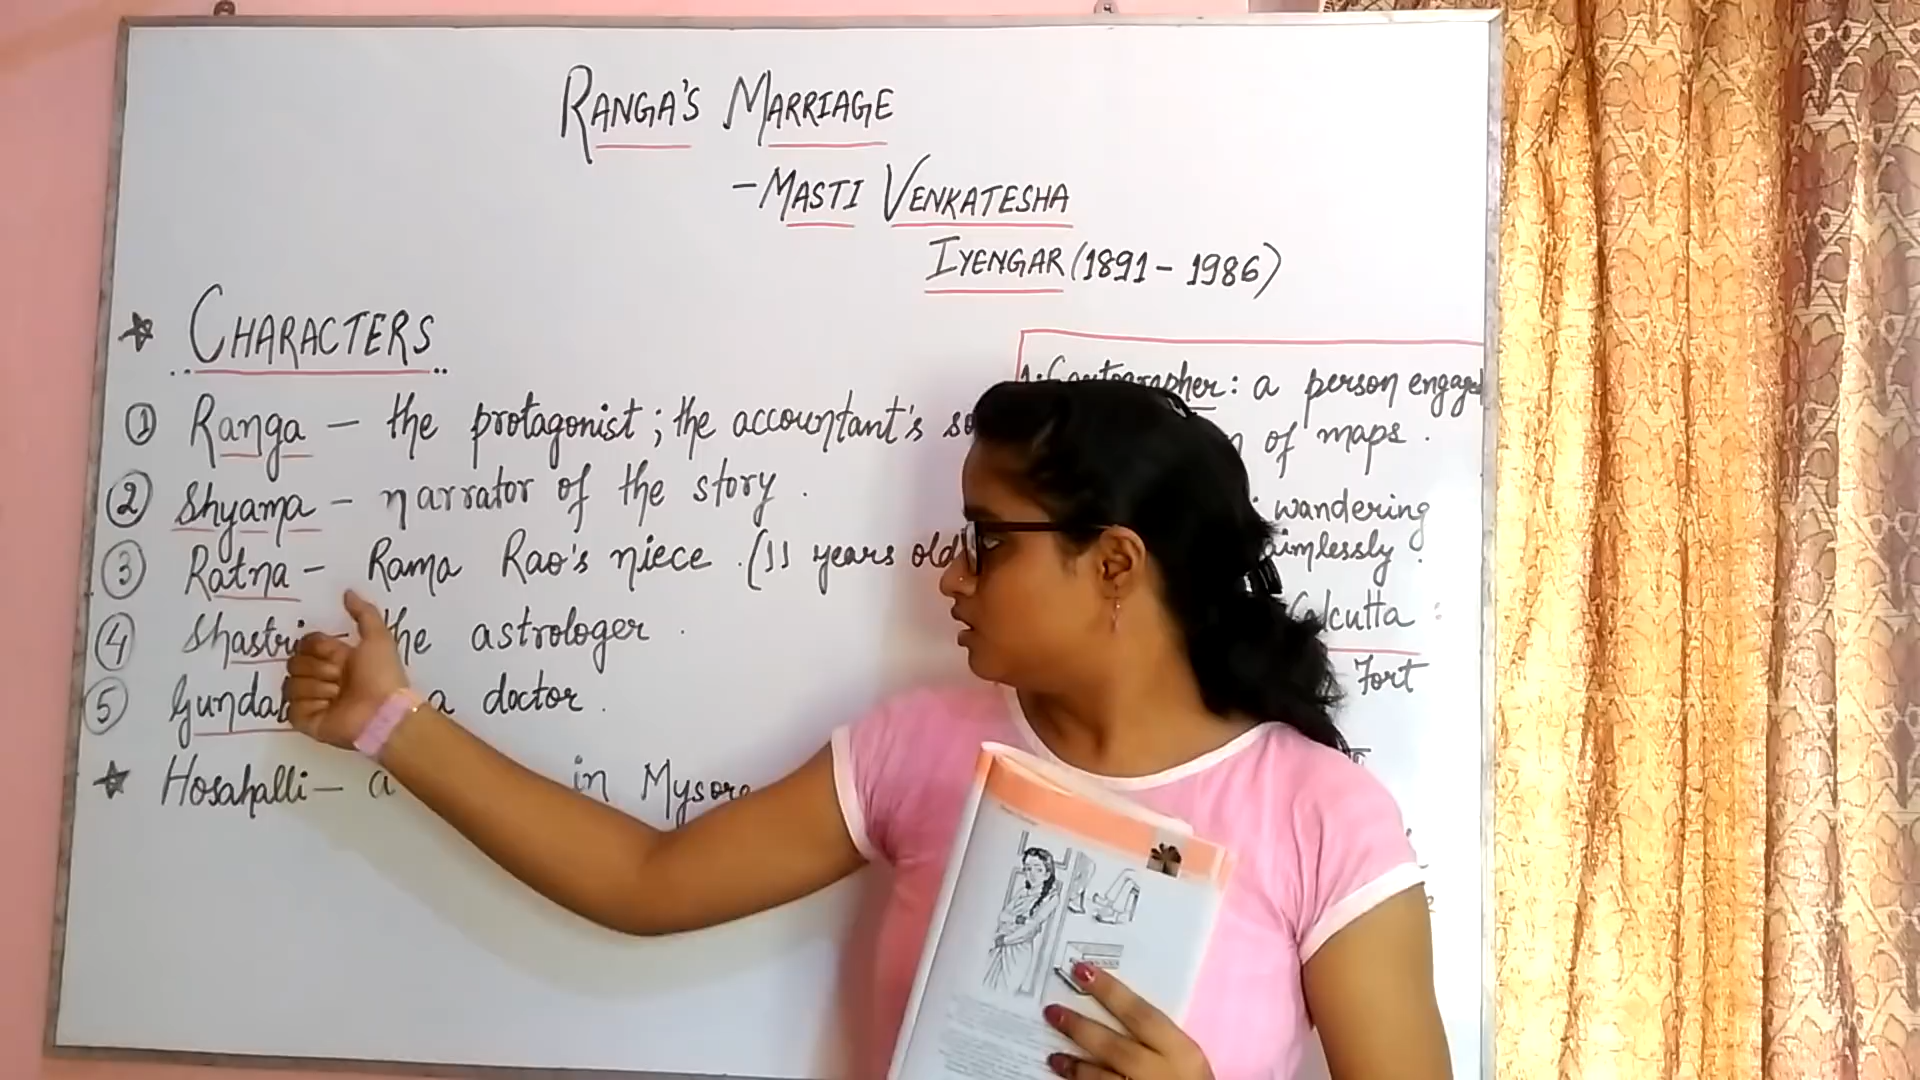 RANGA'S MARRIAGE
- MASTI VENKATESHA
IYENGAR (1891 - 1986)
CHARACTERS
① Ranga - the protagonist; the accountant's
② Shyama - narrator of the story.
③ Ratna - Rama Rao's niece. (11 years old
④ Shastri - the astrologer.
⑤ a doctor.
Hosahalli - a in Mysore
1. Cartographer: a person engaged
of maps.
wandering
aimlessly.
Calcutta:
Fort